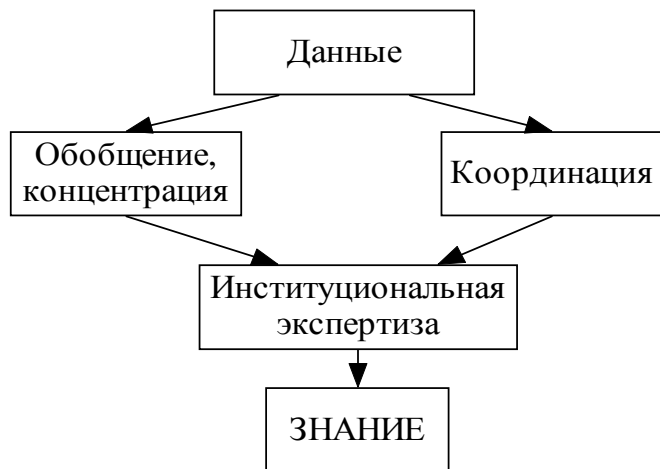 Данные
Обобщение,
концентрация
Координация
Институциональная
экспертиза
ЗНАНИЕ